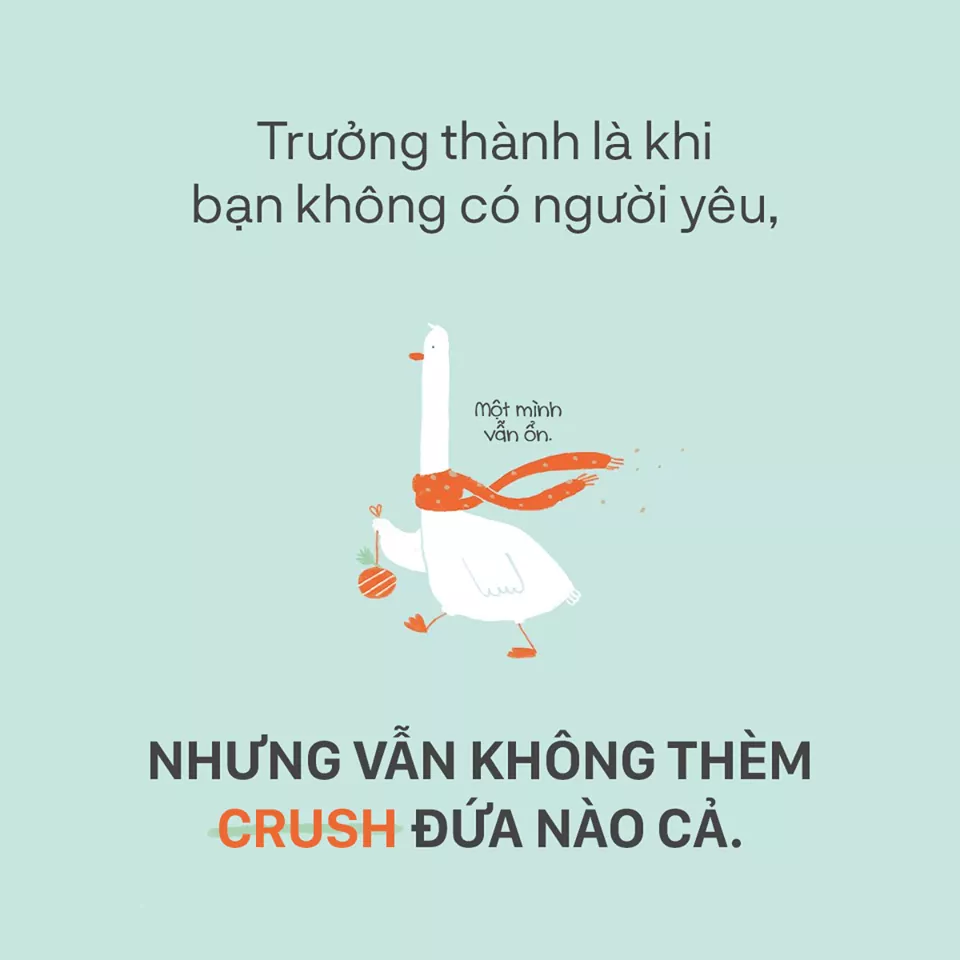 Trưởng thành là khi
bạn không có người yêu,
Một mình
vẫn ổn.
NHƯNG VẪN KHÔNG THÈM
CRUSH ĐỨA NÀO CẢ.